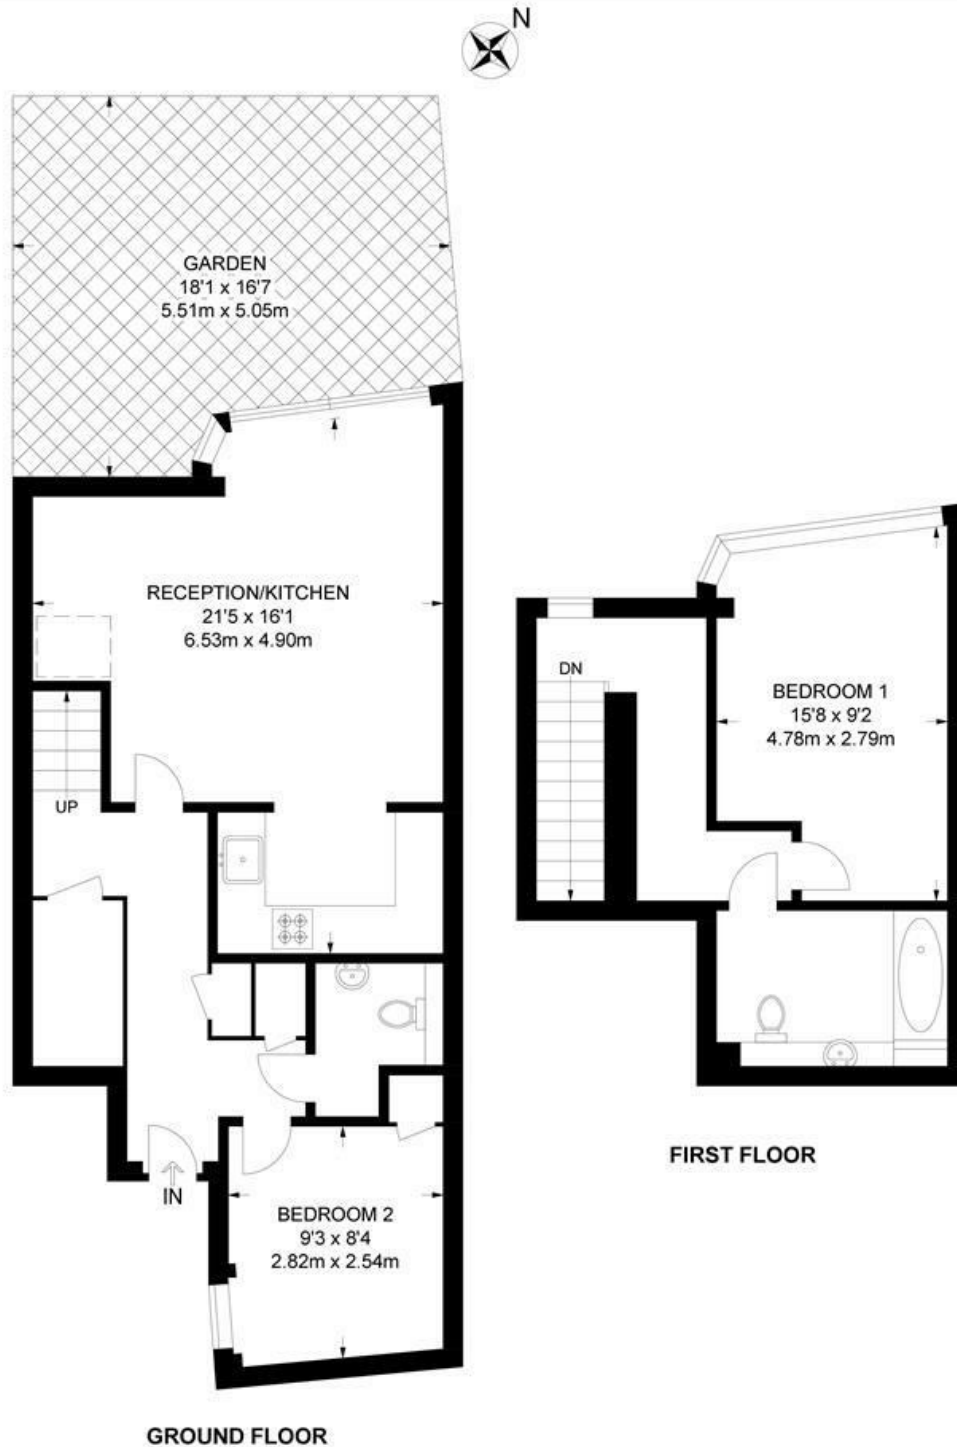 N
GARDEN
18'1 x 16'7
5.51m x 5.05m
RECEPTION/KITCHEN
21'5 x 16'1
6.53m x 4.90m
UP
IN
BEDROOM 2
9'3 x 8'4
2.82m x 2.54m
GROUND FLOOR
DN
BEDROOM 1
15'8 x 9'2
4.78m x 2.79m
FIRST FLOOR